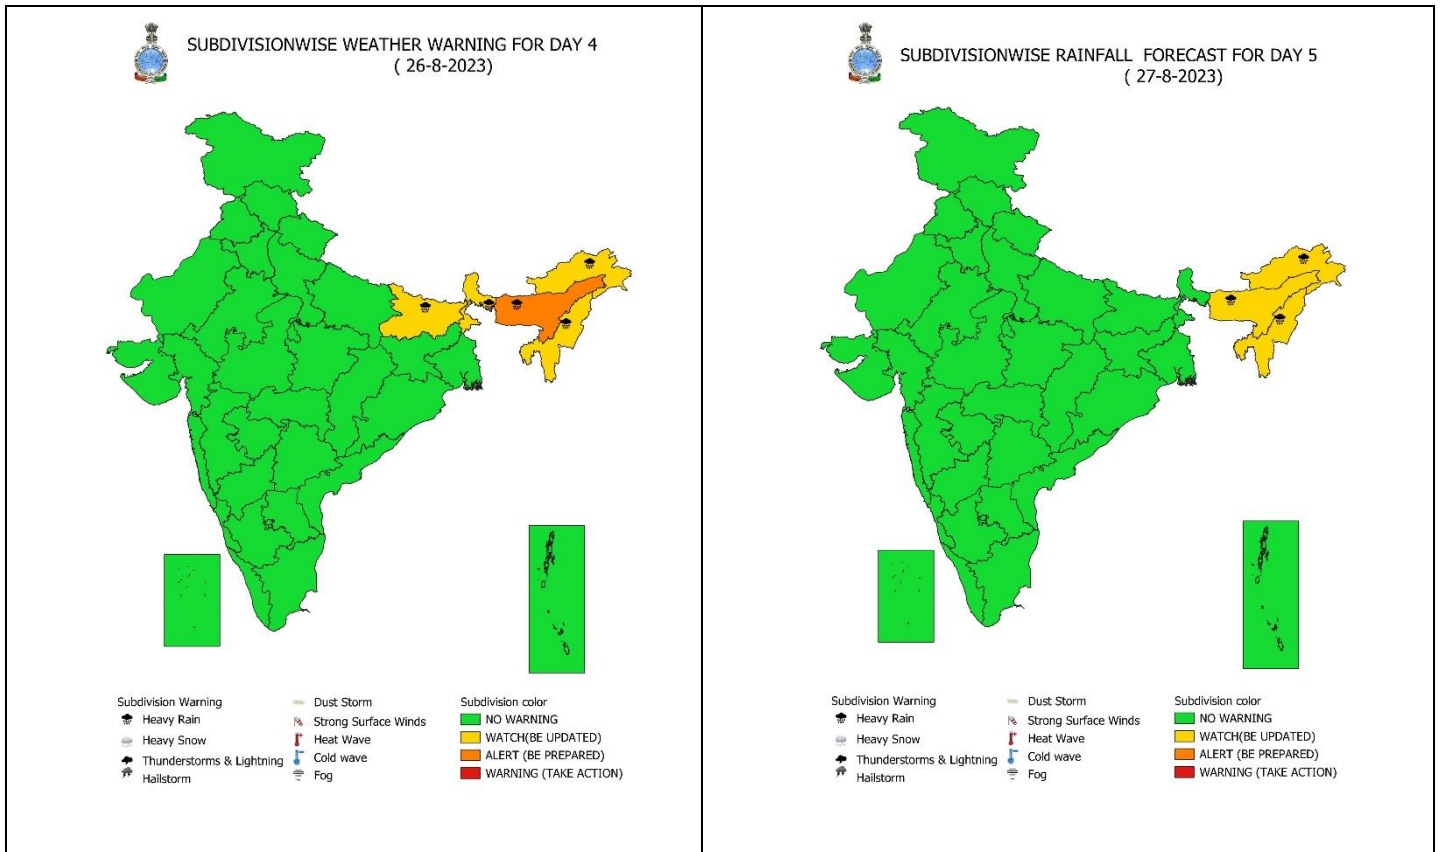 SUBDIVISIONWISE WEATHER WARNING FOR DAY 4
( 26-8-2023)
Subdivision Warning
Heavy Rain
Heavy Snow
Thunderstorms & Lightning
Hailstorm
Dust Storm
Strong Surface Winds
Heat Wave
Cold wave
Fog
Subdivision color
NO WARNING
WATCH(BE UPDATED)
ALERT (BE PREPARED)
WARNING (TAKE ACTION)
SUBDIVISIONWISE RAINFALL FORECAST FOR DAY 5
( 27-8-2023)
Subdivision Warning
Heavy Rain
Heavy Snow
Thunderstorms & Lightning
Hailstorm
Dust Storm
Strong Surface Winds
Heat Wave
Cold wave
Fog
Subdivision color
NO WARNING
WATCH(BE UPDATED)
ALERT (BE PREPARED)
WARNING (TAKE ACTION)